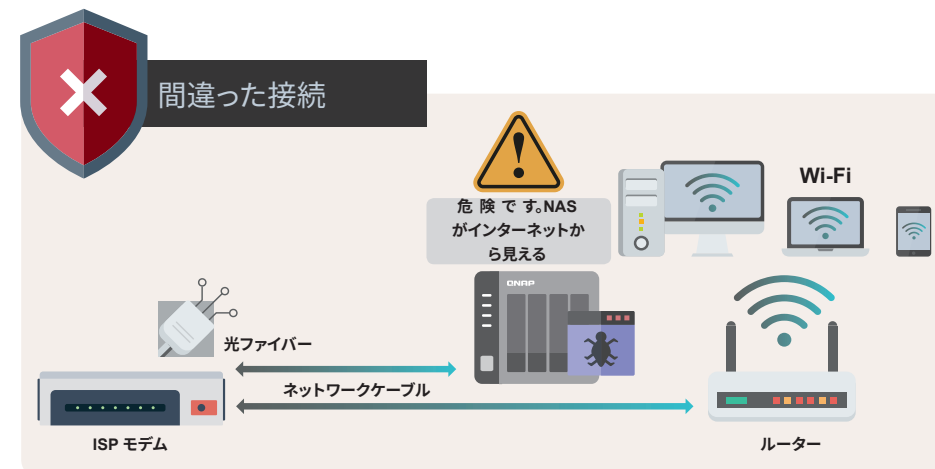 間違った接続
Wi-Fi
危険です。NAS
がインターネットか
ら見える
QNAP
光ファイバー
ネットワークケーブル
ISP モデム
ルーター